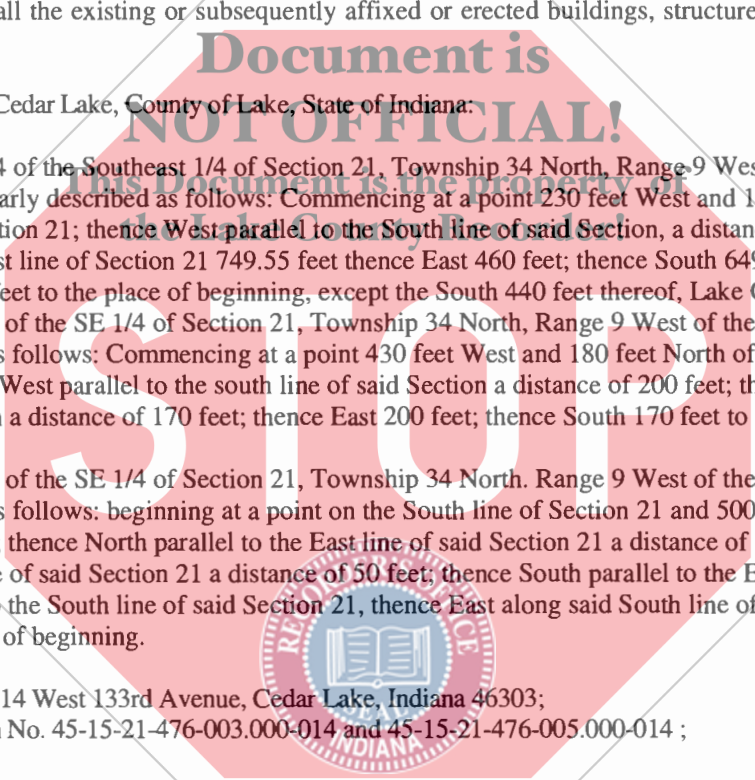 all the existing or subsequently affixed or erected buildings, structure
Document is
Cedar Lake, County of Lake, State of Indiana:
NOT OFFICIAL!
4 of the Southeast 1/4 of Section 21, Township 34 North, Range 9 Wes
This Document is the property of
arly described as follows: Commencing at a point 230 feet West and 1
the Lake County Recorder!
tion 21; thence West parallel to the South line of said Section, a distan
st line of Section 21 749.55 feet thence East 460 feet; thence South 649
feet to the place of beginning, except the South 440 feet thereof, Lake C
of the SE 1/4 of Section 21, Township 34 North, Range 9 West of the
s follows: Commencing at a point 430 feet West and 180 feet North of
West parallel to the south line of said Section a distance of 200 feet; th
a distance of 170 feet; thence East 200 feet; thence South 170 feet to
STOP
of the SE 1/4 of Section 21, Township 34 North. Range 9 West of the
s follows: beginning at a point on the South line of Section 21 and 500
thence North parallel to the East line of said Section 21 a distance of
e of said Section 21 a distance of 50 feet; thence South parallel to the E
the South line of said Section 21, thence East along said South line of
of beginning.
RECORDER'S OFFICE
SEAL
INDIANA
14 West 133rd Avenue, Cedar Lake, Indiana 46303;
No. 45-15-21-476-003.000-014 and 45-15-21-476-005.000-014 ;